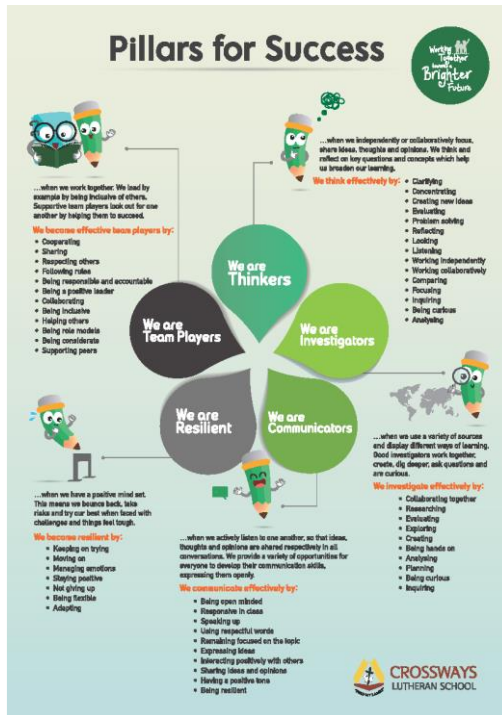 Pillars for Success
Working
Together
towards a
Brighter
Future
...when we work together. We lead by
example by being inclusive of others.
Supportive team players look out for one
another by helping them to succeed.
We become effective team players by:
• Cooperating
• Sharing
• Respecting others
• Following rules
• Being responsible and accountable
• Being a positive leader
• Collaborating
• Being inclusive
• Helping others
• Being role models
• Being considerate
• Supporting peers
...when we independently or collaboratively focus,
share ideas, thoughts and opinions. We think and
reflect on key questions and concepts which help
us broaden our learning.
We think effectively by:
• Clarifying
• Concentrating
• Creating new ideas
• Evaluating
• Problem solving
• Reflecting
• Looking
• Listening
• Working independently
• Working collaboratively
• Comparing
• Focusing
• Inquiring
• Being curious
• Analysing
We are
Thinkers
We are
Team Players
We are
Investigators
We are
Resilient
We are
Communicators
...when we use a variety of sources
and display different ways of learning.
Good investigators work together,
create, dig deeper, ask questions and
are curious.
We investigate effectively by:
• Collaborating together
• Researching
• Evaluating
• Exploring
• Creating
• Being hands on
• Analysing
• Planning
• Being curious
• Inquiring
...when we have a positive mind set.
This means we bounce back, take
risks and try our best when faced with
challenges and things feel tough.
We become resilient by:
• Keeping on trying
• Moving on
• Managing emotions
• Staying positive
• Not giving up
• Being flexible
• Adapting
...when we actively listen to one another, so that ideas,
thoughts and opinions are shared respectively in all
conversations. We provide a variety of opportunities for
everyone to develop their communication skills,
expressing them openly.
We communicate effectively by:
• Being open minded
• Responsive in class
• Speaking up
• Using respectful words
• Remaining focused on the topic
• Expressing ideas
• Interacting positively with others
• Sharing ideas and opinions
• Having a positive tone
• Being resilient
CROSSWAYS
LUTHERAN SCHOOL